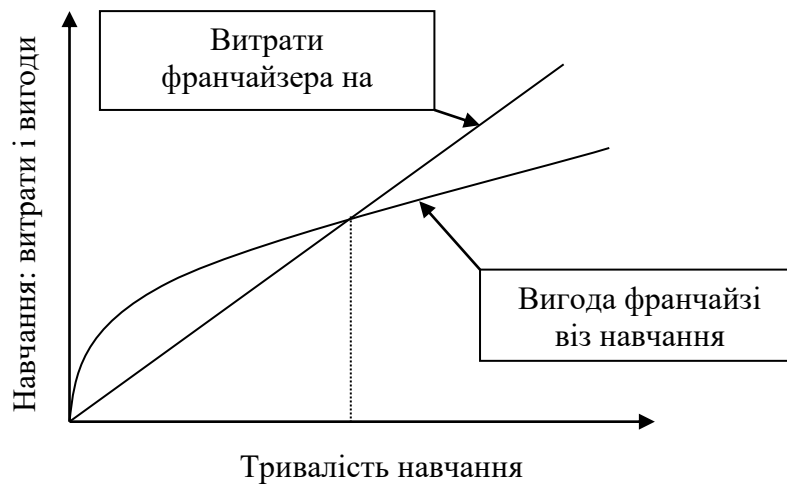 Витрати
франчайзера на
Навчання: витрати і вигоди
Вигода франчайзі
віз навчання
Тривалість навчання